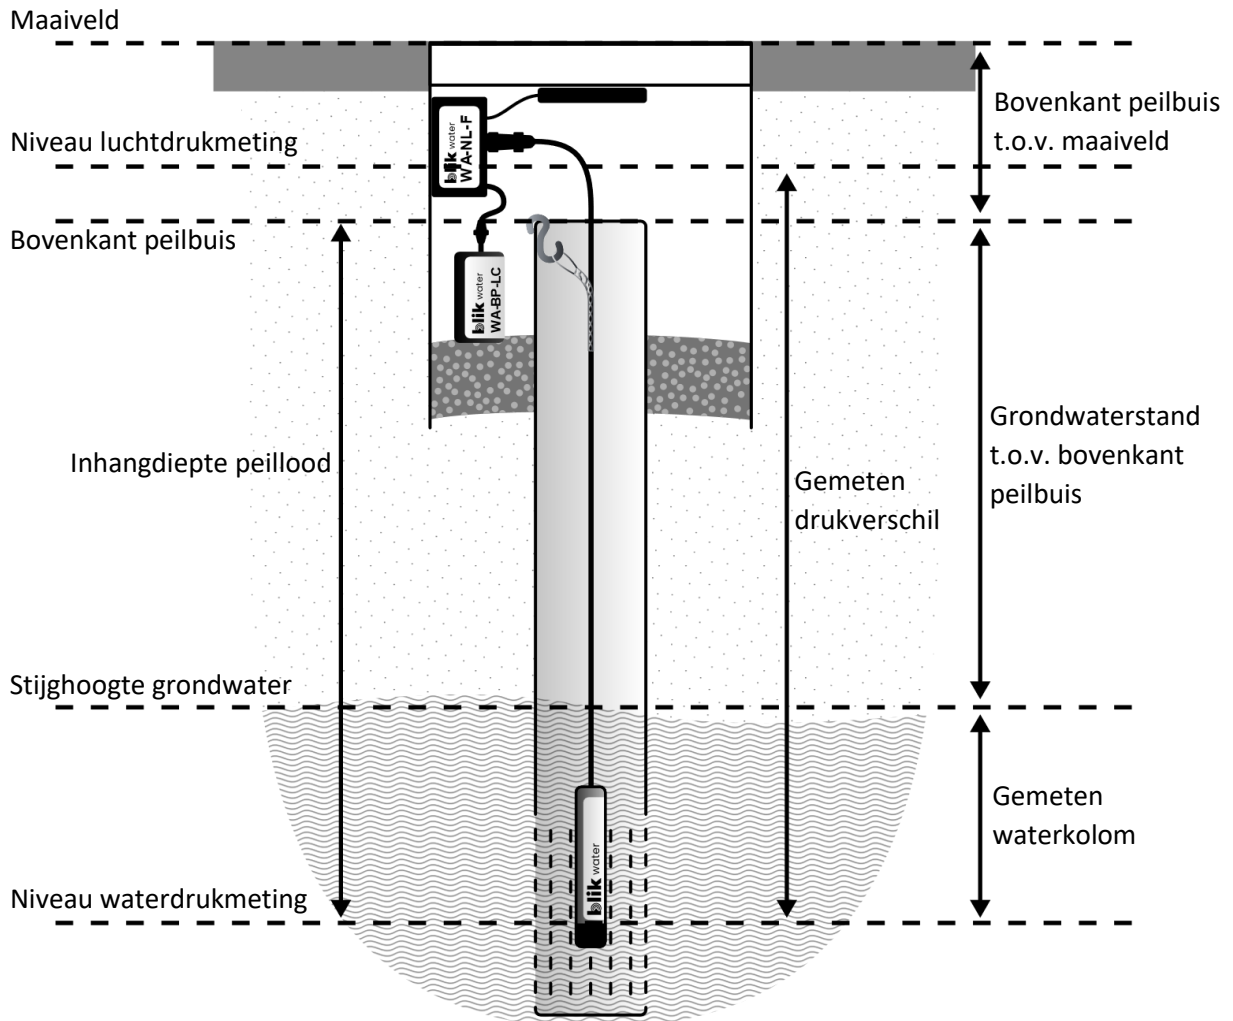 Maaiveld
Bovenkant peilbuis
t.o.v. maaiveld
Niveau luchtdrukmeting
blik water
WA-NL-F
Bovenkant peilbuis
blik water
WA-BP-LC
Grondwaterstand
t.o.v. bovenkant
peilbuis
Inhangdiepte peillood
Gemeten
drukverschil
Stijghoogte grondwater
Gemeten
waterkolom
blik water
Niveau waterdrukmeting